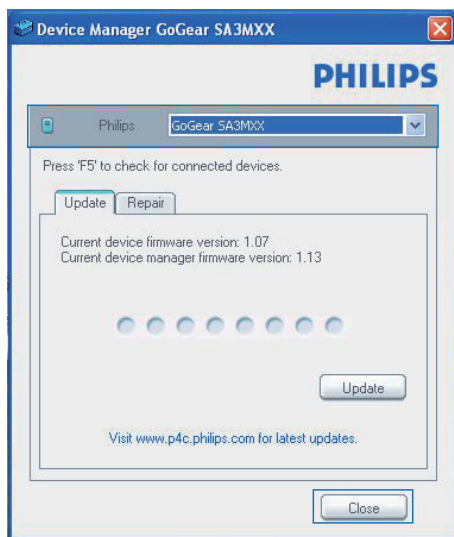 Device Manager GoGear SA3MXX
PHILIPS
Philips GoGear SA3MXX
Press 'F5' to check for connected devices.
Update Repair
Current device firmware version: 1.07
Current device manager firmware version: 1.13
Update
Visit www.p4c.philips.com for latest updates.
Close